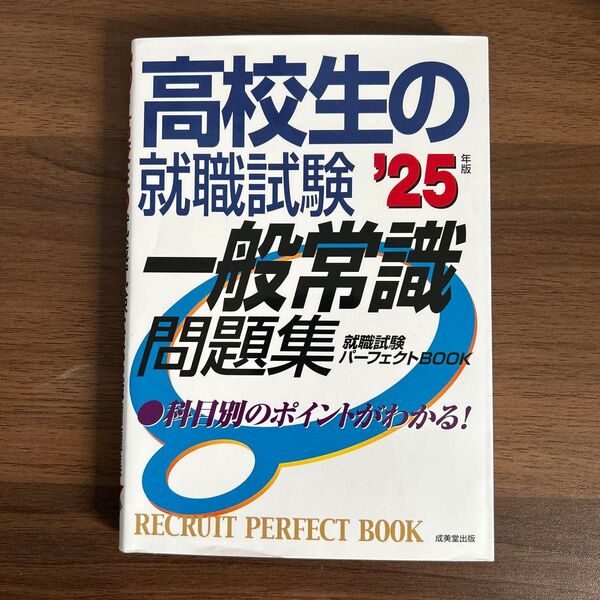 高校生の
就職試験 '25年版
一般常識
問題集 就職試験
パーフェクトBOOK
●科目別のポイントがわかる!
RECRUIT PERFECT BOOK
成美堂出版